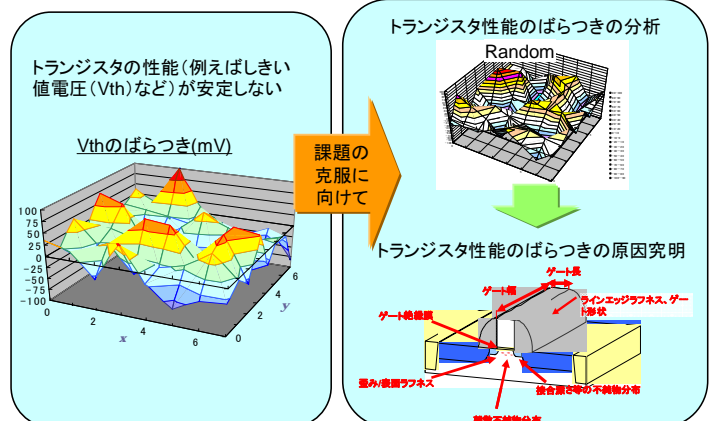 トランジスタの性能(例えばしきい
値電圧(Vth)など)が安定しない
Vthのばらつき(mV)
100
75
50
25
0
-25
-50
-75
-100
0
2
4
6
x
0
2
4
6
y
課題の
克服に
向けて
トランジスタ性能のばらつきの分析
Random
トランジスタ性能のばらつきの原因究明
ゲート長
ゲート幅
ラインエッジラフネス、ゲー
ト形状
ゲート絶縁膜
歪み/表面ラフネス
接合深さ等の不純物分布